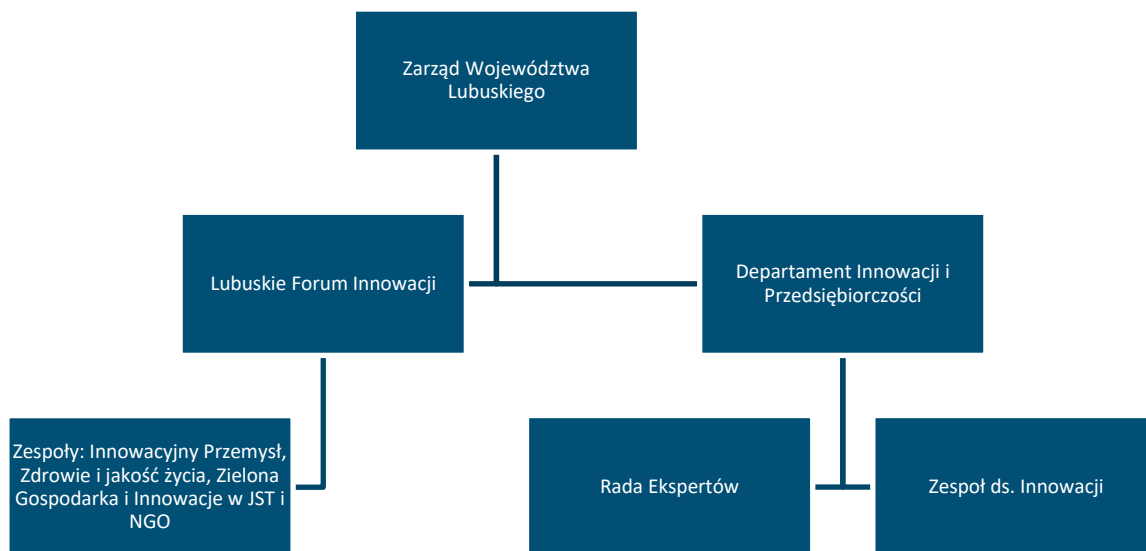 Zarząd Województwa
Lubuskiego
Lubuskie Forum Innowacji
Departament Innowacji i
Przedsiębiorczości
Zespoły: Innowacyjny Przemysł,
Zdrowie i jakość życia, Zielona
Gospodarka i Innowacje w JST i
NGO
Rada Ekspertów
Zespoł ds. Innowacji